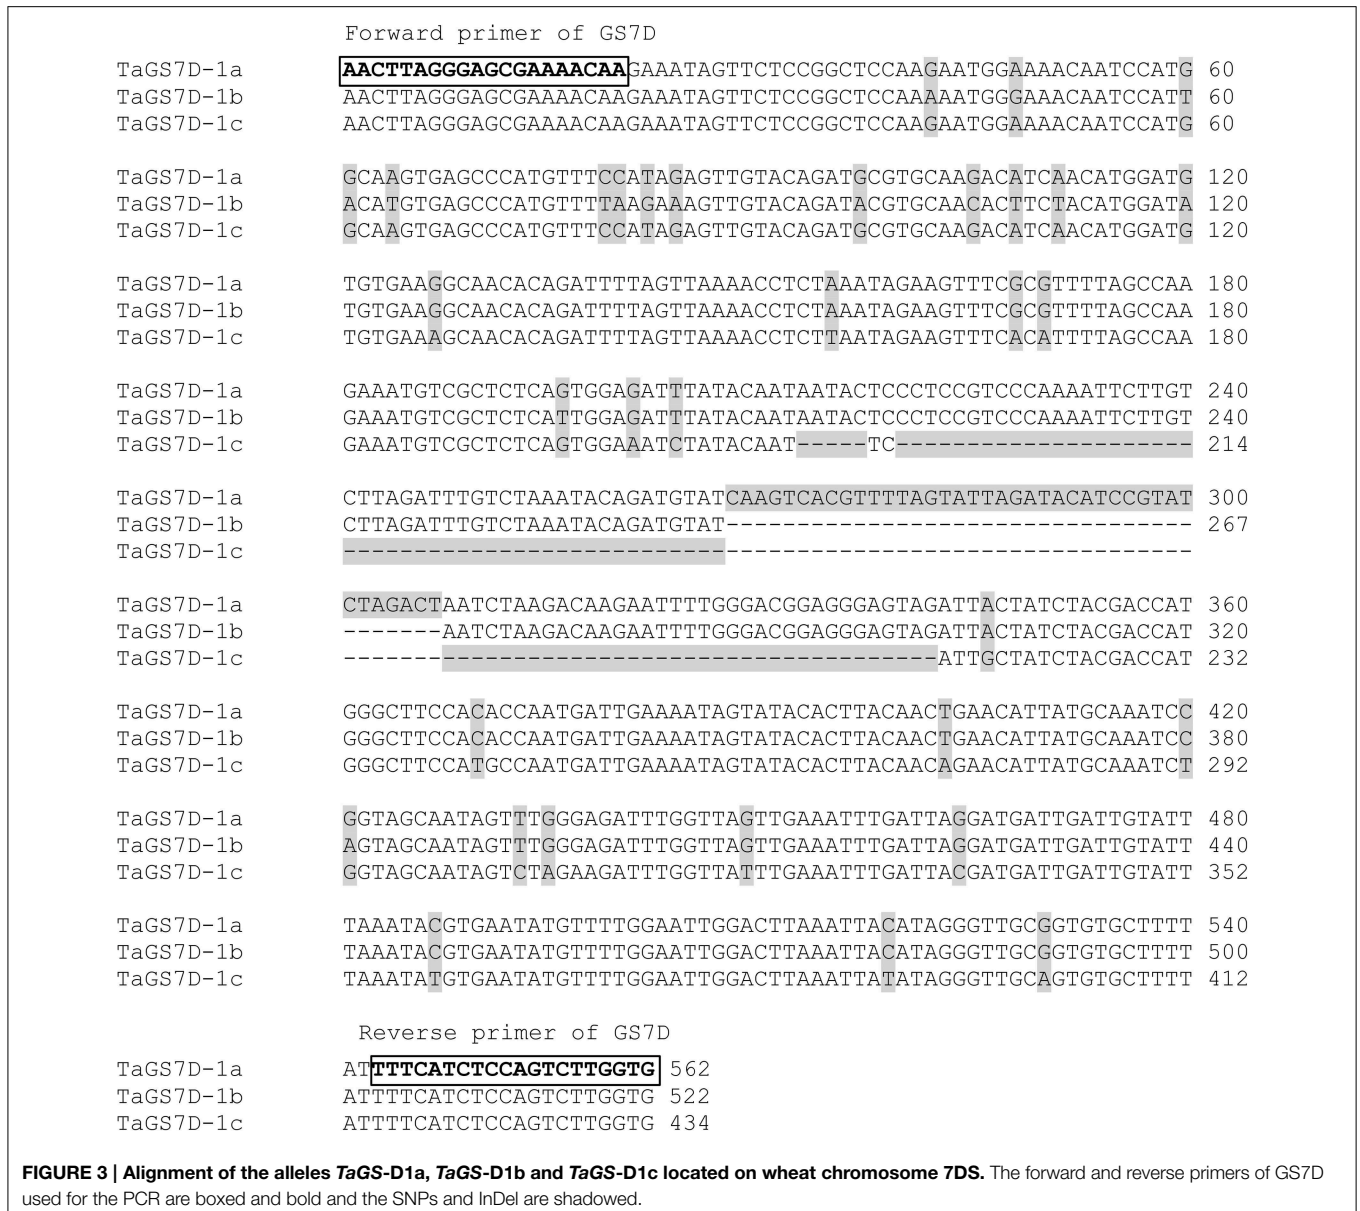 Forward primer of GS7D
TaGS7D-1a AACTTAGGGAGCGAAAACAAGAAATAGTTCTCCGGCTCCAAGAATGGAAAACAATCCATG 60
TaGS7D-1b AACTTAGGGAGCGAAAACAAGAAATAGTTCTCCGGCTCCAAAAATGGGAAACAATCCATT 60
TaGS7D-1c AACTTAGGGAGCGAAAACAAGAAATAGTTCTCCGGCTCCAAGAATGGAAAACAATCCATG 60
TaGS7D-1a GCAAGTGAGCCCATGTTTCCATAGAGTTGTACAGATGCGTGCAAGACATCAACATGGATG 120
TaGS7D-1b ACATGTGAGCCCATGTTTTAAGAAAGTTGTACAGATACGTGCAACACTTCTACATGGATA 120
TaGS7D-1c GCAAGTGAGCCCATGTTTCCATAGAGTTGTACAGATGCGTGCAAGACATCAACATGGATG 120
TaGS7D-1a TGTGAAGGCAACACAGATTTTAGTTAAAACCTCTAAATAGAAGTTTCGCGTTTTAGCCAA 180
TaGS7D-1b TGTGAAGGCAACACAGATTTTAGTTAAAACCTCTAAATAGAAGTTTCGCGTTTTAGCCAA 180
TaGS7D-1c TGTGAAAGCAACACAGATTTTAGTTAAAACCTCTTAATAGAAGTTTCACATTTTAGCCAA 180
TaGS7D-1a GAAATGTCGCTCTCAGTGGAGATTTATACAATAATACTCCCTCCGTCCCAAAATTCTTGT 240
TaGS7D-1b GAAATGTCGCTCTCATTGGAGATTTATACAATAATACTCCCTCCGTCCCAAAATTCTTGT 240
TaGS7D-1c GAAATGTCGCTCTCAGTGGAAATCTATACAAT-----TC--------------------- 214
TaGS7D-1a CTTAGATTTGTCTAAATACAGATGTATCAAGTCACGTTTTAGTATTAGATACATCCGTAT 300
TaGS7D-1b CTTAGATTTGTCTAAATACAGATGTAT--------------------------------- 267
TaGS7D-1c ------------------------------------------------------------
TaGS7D-1a CTAGACTAATCTAAGACAAGAATTTTGGGACGGAGGGAGTAGATTACTATCTACGACCAT 360
TaGS7D-1b -------AATCTAAGACAAGAATTTTGGGACGGAGGGAGTAGATTACTATCTACGACCAT 320
TaGS7D-1c ------------------------------------------ATTGCTATCTACGACCAT 232
TaGS7D-1a GGGCTTCCACACCAATGATTGAAAATAGTATACACTTACAACTGAACATTATGCAAATCC 420
TaGS7D-1b GGGCTTCCACACCAATGATTGAAAATAGTATACACTTACAACTGAACATTATGCAAATCC 380
TaGS7D-1c GGGCTTCCATGCCAATGATTGAAAATAGTATACACTTACAACAGAACATTATGCAAATCT 292
TaGS7D-1a GGTAGCAATAGTTTGGGAGATTTGGTTAGTTGAAATTTGATTAGGATGATTGATTGTATT 480
TaGS7D-1b AGTAGCAATAGTTTGGGAGATTTGGTTAGTTGAAATTTGATTAGGATGATTGATTGTATT 440
TaGS7D-1c GGTAGCAATAGTCTAGAAGATTTGGTTATTTGAAATTTGATTACGATGATTGATTGTATT 352
TaGS7D-1a TAAATACGTGAATATGTTTTGGAATTGGACTTAAATTACATAGGGTTGCGGTGTGCTTTT 540
TaGS7D-1b TAAATACGTGAATATGTTTTGGAATTGGACTTAAATTACATAGGGTTGCGGTGTGCTTTT 500
TaGS7D-1c TAAATATGTGAATATGTTTTGGAATTGGACTTAAATTATATAGGGTTGCAGTGTGCTTTT 412
Reverse primer of GS7D
TaGS7D-1a ATTTTCATCTCCAGTCTTGGTG 562
TaGS7D-1b ATTTTCATCTCCAGTCTTGGTG 522
TaGS7D-1c ATTTTCATCTCCAGTCTTGGTG 434
FIGURE 3 | Alignment of the alleles TaGS-D1a, TaGS-D1b and TaGS-D1c located on wheat chromosome 7DS. The forward and reverse primers of GS7D
used for the PCR are boxed and bold and the SNPs and InDel are shadowed.